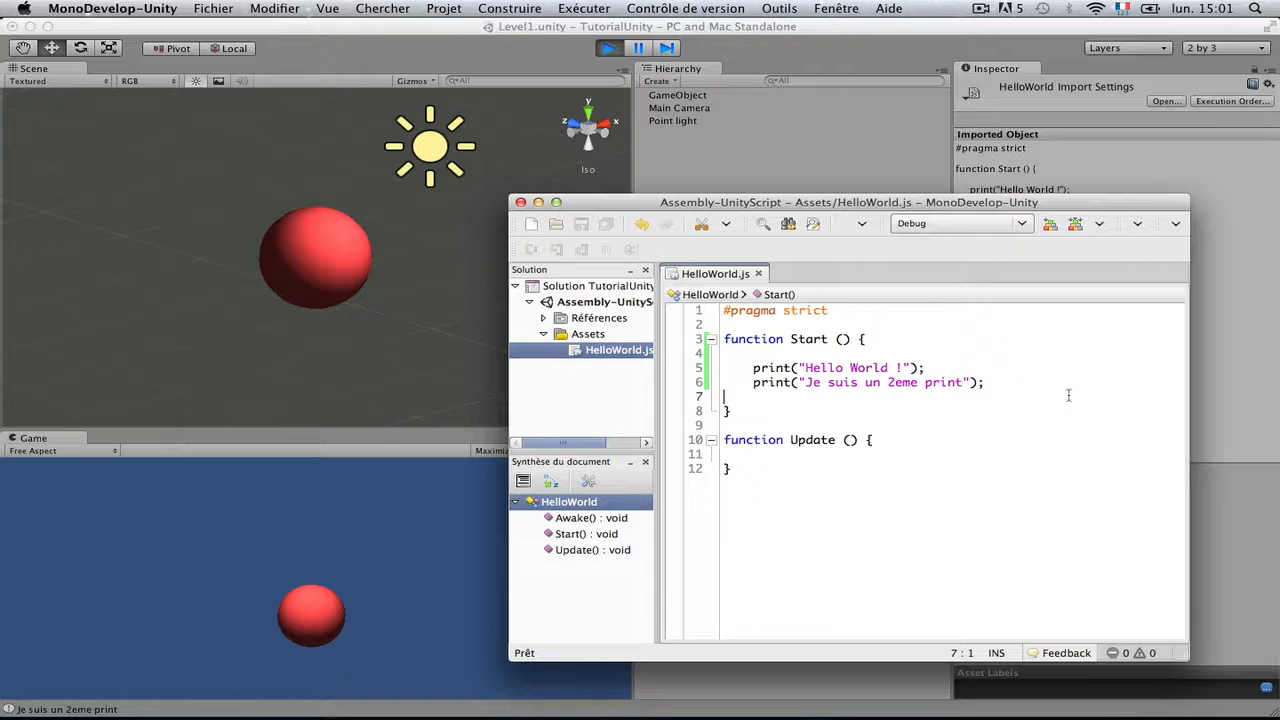 MonoDevelop-Unity Fichier Modifier Vue Chercher Projet Construire Exécuter Contrôle de version Outils Fenêtre Aide 5 lun. 15:01
Level1.unity - TutorialUnity - PC and Mac Standalone
Pivot Local Layers 2 by 3
Scene
Textured RGB Gizmos All
Hierarchy
Create All
GameObject
Main Camera
Point light
Inspector
HelloWorld Import Settings
Open... Execution Order...
Imported Object
#pragma strict
function Start () {
print("Hello World !");
y
z x
Iso
Assembly-UnityScript - Assets/HelloWorld.js - MonoDevelop-Unity
Debug
Solution
Solution TutorialUnity
Assembly-UnityS
Références
Assets
HelloWorld.js
HelloWorld.js
HelloWorld Start()
1 #pragma strict
2
3 function Start () {
4
5 print("Hello World !");
6 print("Je suis un 2eme print");
7
8 }
9
10 function Update () {
11
12 }
Synthèse du document
HelloWorld
Awake() : void
Start() : void
Update() : void
Prêt 7 : 1 INS Feedback 0 0
Game
Free Aspect Maximiz
Asset Labels
Je suis un 2eme print